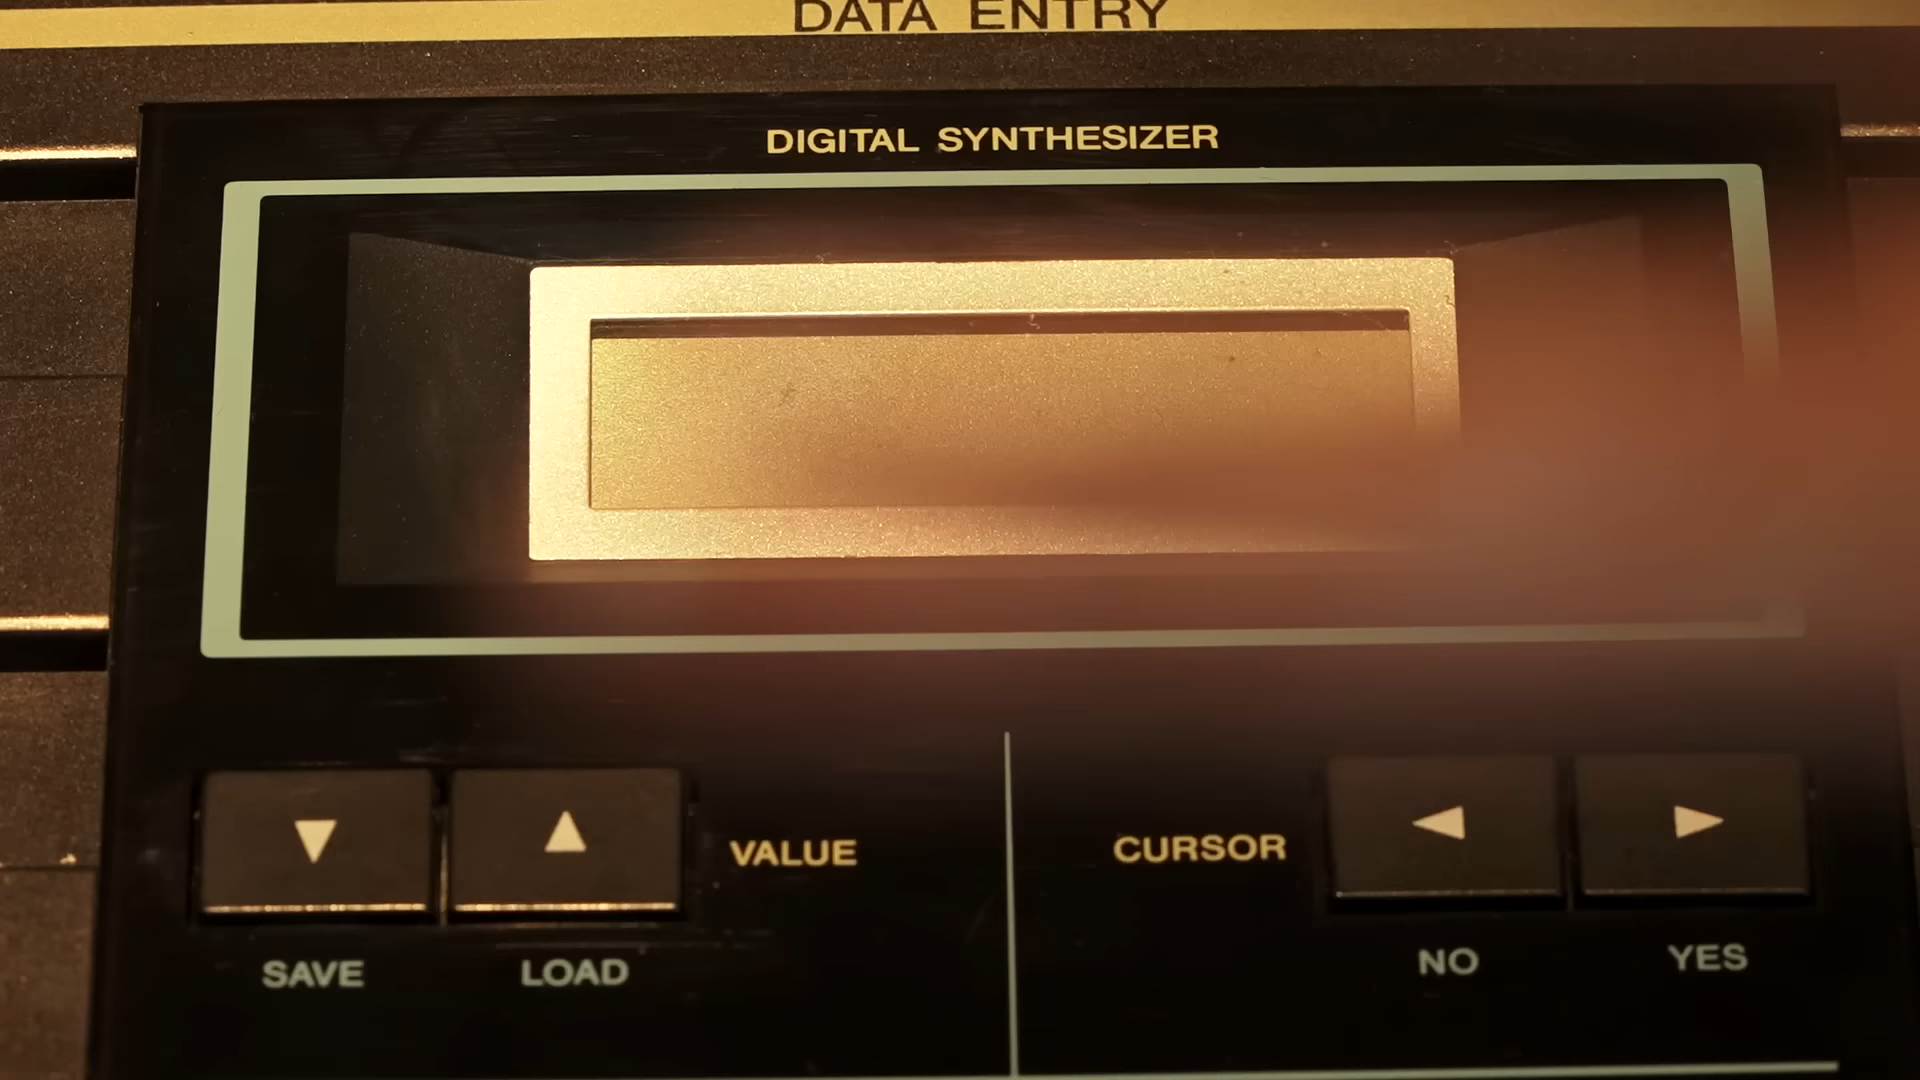 DATA ENTRY
DIGITAL SYNTHESIZER
▼ ▲ VALUE
CURSOR ◀ ▶
SAVE LOAD
NO YES